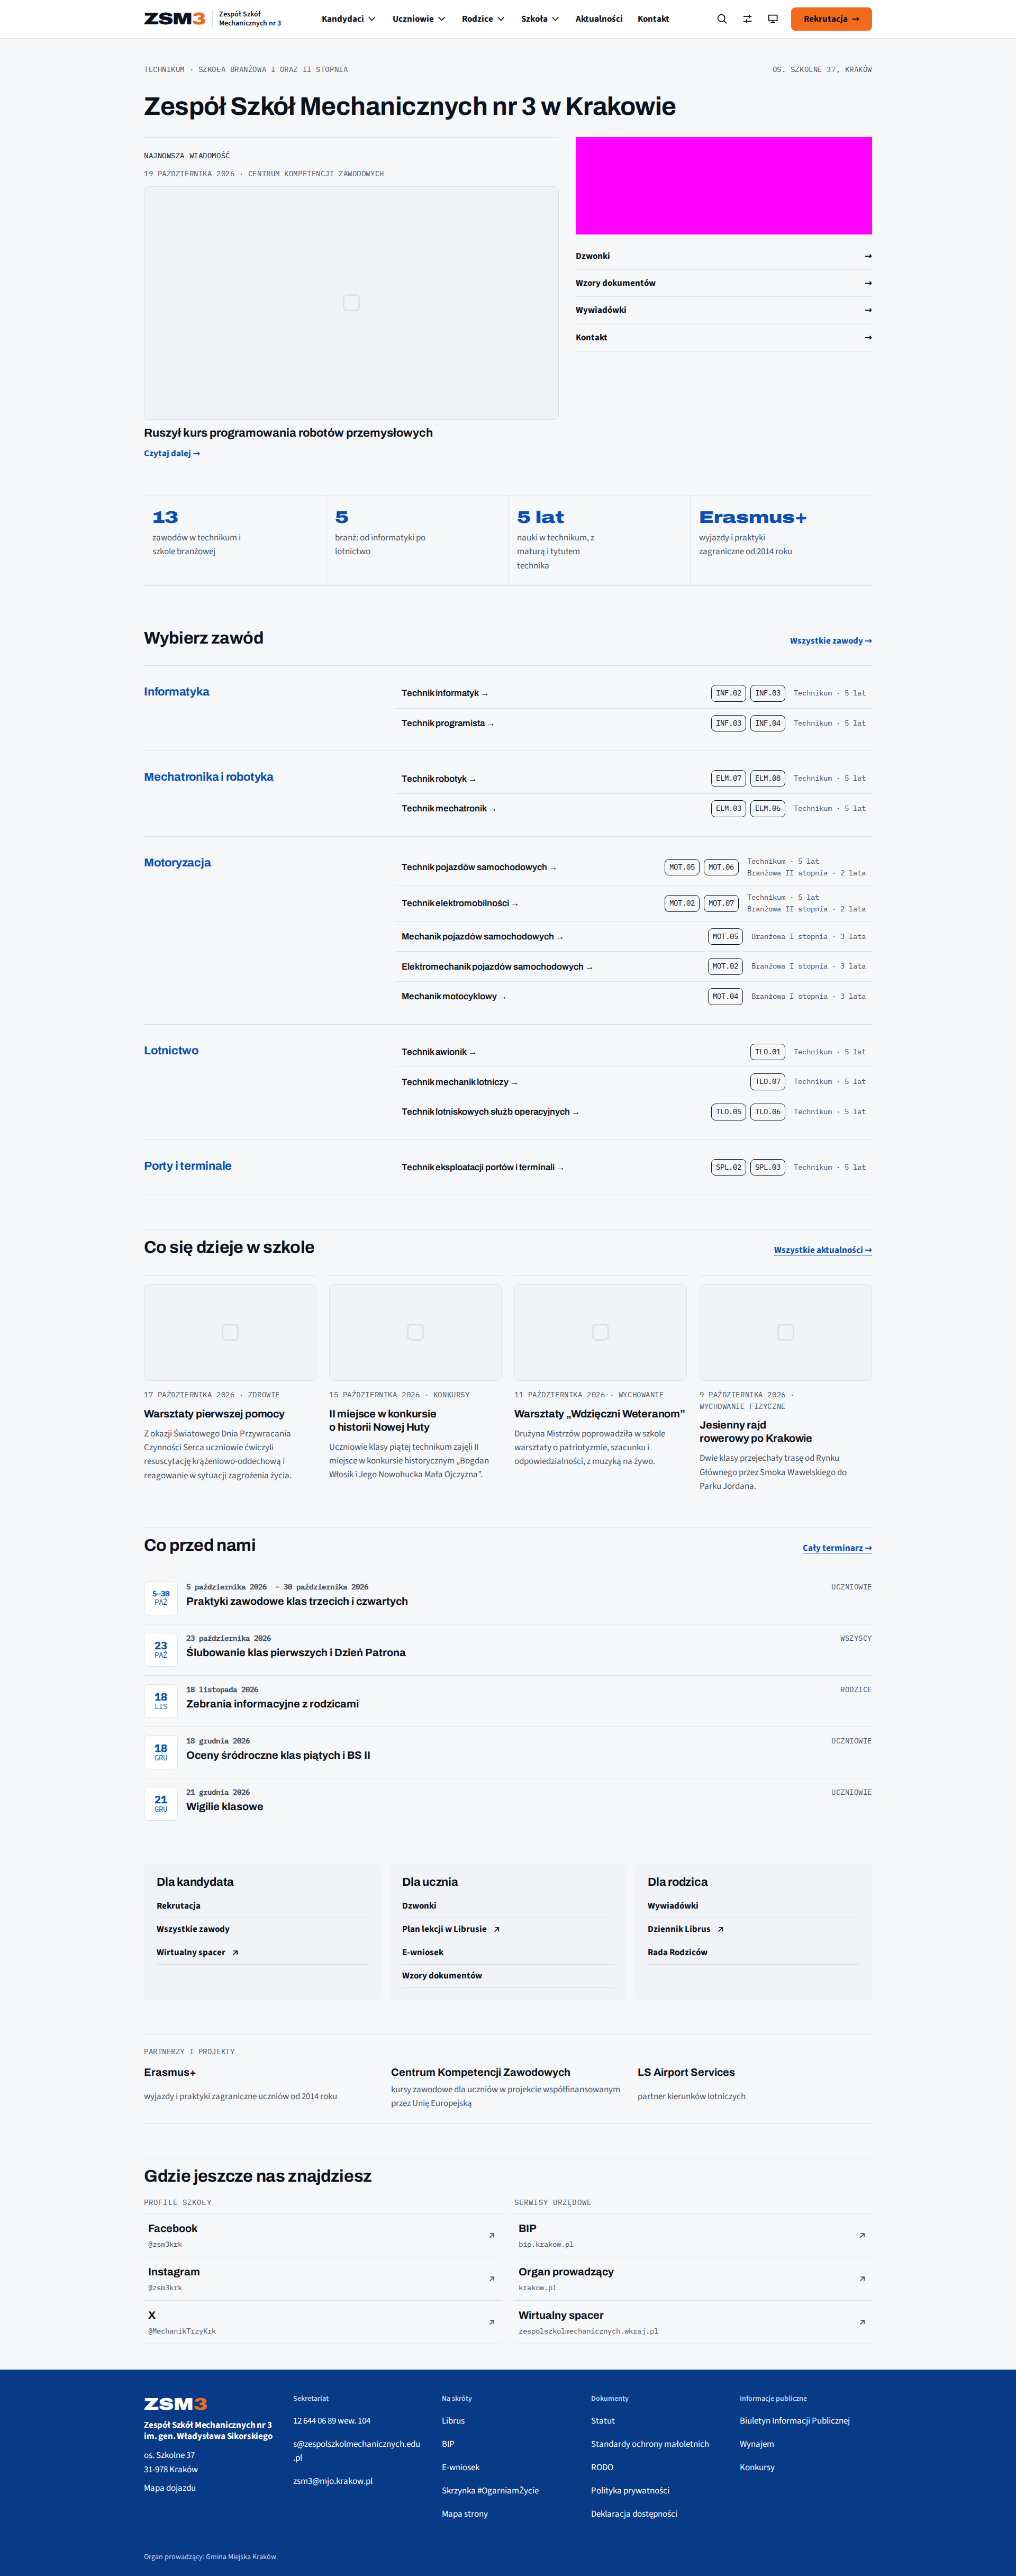 ZSM3
Zespół Szkół
Mechanicznych nr 3
Kandydaci
Uczniowie
Rodzice
Szkoła
Aktualności
Kontakt
Rekrutacja →
TECHNIKUM · SZKOŁA BRANŻOWA I ORAZ II STOPNIA
OS. SZKOLNE 37, KRAKÓW
Zespół Szkół Mechanicznych nr 3 w Krakowie
NAJNOWSZA WIADOMOŚĆ
19 PAŹDZIERNIKA 2026 · CENTRUM KOMPETENCJI ZAWODOWYCH
Ruszył kurs programowania robotów przemysłowych
Czytaj dalej →
Dzwonki →
Wzory dokumentów →
Wywiadówki →
Kontakt →
13
zawodów w technikum i
szkole branżowej
5
branż: od informatyki po
lotnictwo
5 lat
nauki w technikum, z
maturą i tytułem
technika
Erasmus+
wyjazdy i praktyki
zagraniczne od 2014 roku
Wybierz zawód
Wszystkie zawody →
Informatyka
Technik informatyk → INF.02 INF.03 Technikum · 5 lat
Technik programista → INF.03 INF.04 Technikum · 5 lat
Mechatronika i robotyka
Technik robotyk → ELM.07 ELM.08 Technikum · 5 lat
Technik mechatronik → ELM.03 ELM.06 Technikum · 5 lat
Motoryzacja
Technik pojazdów samochodowych → MOT.05 MOT.06 Technikum · 5 lat
Branżowa II stopnia · 2 lata
Technik elektromobilności → MOT.02 MOT.07 Technikum · 5 lat
Branżowa II stopnia · 2 lata
Mechanik pojazdów samochodowych → MOT.05 Branżowa I stopnia · 3 lata
Elektromechanik pojazdów samochodowych → MOT.02 Branżowa I stopnia · 3 lata
Mechanik motocyklowy → MOT.04 Branżowa I stopnia · 3 lata
Lotnictwo
Technik awionik → TLO.01 Technikum · 5 lat
Technik mechanik lotniczy → TLO.07 Technikum · 5 lat
Technik lotniskowych służb operacyjnych → TLO.05 TLO.06 Technikum · 5 lat
Porty i terminale
Technik eksploatacji portów i terminali → SPL.02 SPL.03 Technikum · 5 lat
Co się dzieje w szkole
Wszystkie aktualności →
17 PAŹDZIERNIKA 2026 · ZDROWIE
Warsztaty pierwszej pomocy
Z okazji Światowego Dnia Przywracania
Czynności Serca uczniowie ćwiczyli
resuscytację krążeniowo-oddechową i
reagowanie w sytuacji zagrożenia życia.
15 PAŹDZIERNIKA 2026 · KONKURSY
II miejsce w konkursie
o historii Nowej Huty
Uczniowie klasy piątej technikum zajęli II
miejsce w konkursie historycznym „Bogdan
Włosik i Jego Nowohucka Mała Ojczyzna”.
11 PAŹDZIERNIKA 2026 · WYCHOWANIE
Warsztaty „Wdzięczni Weteranom”
Drużyna Mistrzów poprowadziła w szkole
warsztaty o patriotyzmie, szacunku i
odpowiedzialności, z muzyką na żywo.
9 PAŹDZIERNIKA 2026 ·
WYCHOWANIE FIZYCZNE
Jesienny rajd
rowerowy po Krakowie
Dwie klasy przejechały trasę od Rynku
Głównego przez Smoka Wawelskiego do
Parku Jordana.
Co przed nami
Cały terminarz →
5–30
PAŹ
5 października 2026 – 30 października 2026
Praktyki zawodowe klas trzecich i czwartych
UCZNIOWIE
23
PAŹ
23 października 2026
Ślubowanie klas pierwszych i Dzień Patrona
WSZYSCY
18
LIS
18 listopada 2026
Zebrania informacyjne z rodzicami
RODZICE
18
GRU
18 grudnia 2026
Oceny śródroczne klas piątych i BS II
UCZNIOWIE
21
GRU
21 grudnia 2026
Wigilie klasowe
UCZNIOWIE
Dla kandydata
Rekrutacja
Wszystkie zawody
Wirtualny spacer ↗
Dla ucznia
Dzwonki
Plan lekcji w Librusie ↗
E-wniosek
Wzory dokumentów
Dla rodzica
Wywiadówki
Dziennik Librus ↗
Rada Rodziców
PARTNERZY I PROJEKTY
Erasmus+
wyjazdy i praktyki zagraniczne uczniów od 2014 roku
Centrum Kompetencji Zawodowych
kursy zawodowe dla uczniów w projekcie współfinansowanym
przez Unię Europejską
LS Airport Services
partner kierunków lotniczych
Gdzie jeszcze nas znajdziesz
PROFILE SZKOŁY
Facebook
@zsm3krk ↗
Instagram
@zsm3krk ↗
X
@MechanikTrzyKrk ↗
SERWISY URZĘDOWE
BIP
bip.krakow.pl ↗
Organ prowadzący
krakow.pl ↗
Wirtualny spacer
zespolszkolmechanicznych.wkraj.pl ↗
ZSM3
Zespół Szkół Mechanicznych nr 3
im. gen. Władysława Sikorskiego
os. Szkolne 37
31-978 Kraków
Mapa dojazdu
Sekretariat
12 644 06 89 wew. 104
s@zespolszkolmechanicznych.edu
.pl
zsm3@mjo.krakow.pl
Na skróty
Librus
BIP
E-wniosek
Skrzynka #OgarniamŻycie
Mapa strony
Dokumenty
Statut
Standardy ochrony małoletnich
RODO
Polityka prywatności
Deklaracja dostępności
Informacje publiczne
Biuletyn Informacji Publicznej
Wynajem
Konkursy
Organ prowadzący: Gmina Miejska Kraków